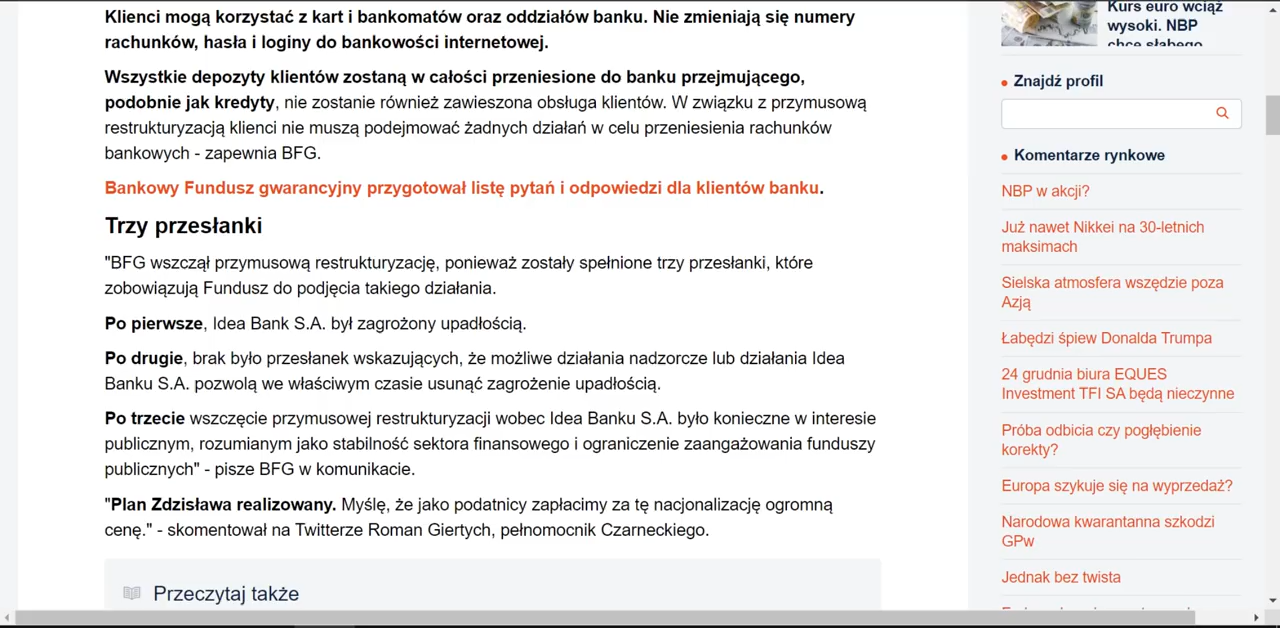 Klienci mogą korzystać z kart i bankomatów oraz oddziałów banku. Nie zmieniają się numery
rachunków, hasła i loginy do bankowości internetowej.
Wszystkie depozyty klientów zostaną w całości przeniesione do banku przejmującego,
podobnie jak kredyty, nie zostanie również zawieszona obsługa klientów. W związku z przymusową
restrukturyzacją klienci nie muszą podejmować żadnych działań w celu przeniesienia rachunków
bankowych - zapewnia BFG.
Bankowy Fundusz gwarancyjny przygotował listę pytań i odpowiedzi dla klientów banku.
Trzy przesłanki
"BFG wszczął przymusową restrukturyzację, ponieważ zostały spełnione trzy przesłanki, które
zobowiązują Fundusz do podjęcia takiego działania.
Po pierwsze, Idea Bank S.A. był zagrożony upadłością.
Po drugie, brak było przesłanek wskazujących, że możliwe działania nadzorcze lub działania Idea
Banku S.A. pozwolą we właściwym czasie usunąć zagrożenie upadłością.
Po trzecie wszczęcie przymusowej restrukturyzacji wobec Idea Banku S.A. było konieczne w interesie
publicznym, rozumianym jako stabilność sektora finansowego i ograniczenie zaangażowania funduszy
publicznych" - pisze BFG w komunikacie.
"Plan Zdzisława realizowany. Myślę, że jako podatnicy zapłacimy za tę nacjonalizację ogromną
cenę." - skomentował na Twitterze Roman Giertych, pełnomocnik Czarneckiego.
Przeczytaj także
Kurs euro wciąż
wysoki. NBP
chce słabego
Znajdź profil
Komentarze rynkowe
NBP w akcji?
Już nawet Nikkei na 30-letnich
maksimach
Sielska atmosfera wszędzie poza
Azją
Łabędzi śpiew Donalda Trumpa
24 grudnia biura EQUES
Investment TFI SA będą nieczynne
Próba odbicia czy pogłębienie
korekty?
Europa szykuje się na wyprzedaż?
Narodowa kwarantanna szkodzi
GPw
Jednak bez twista